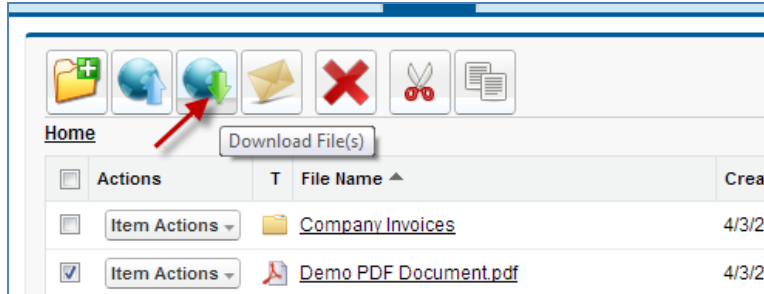 Home
Download File(s)
Actions T File Name Crea
Item Actions Company Invoices 4/3/2
Item Actions Demo PDF Document.pdf 4/3/2